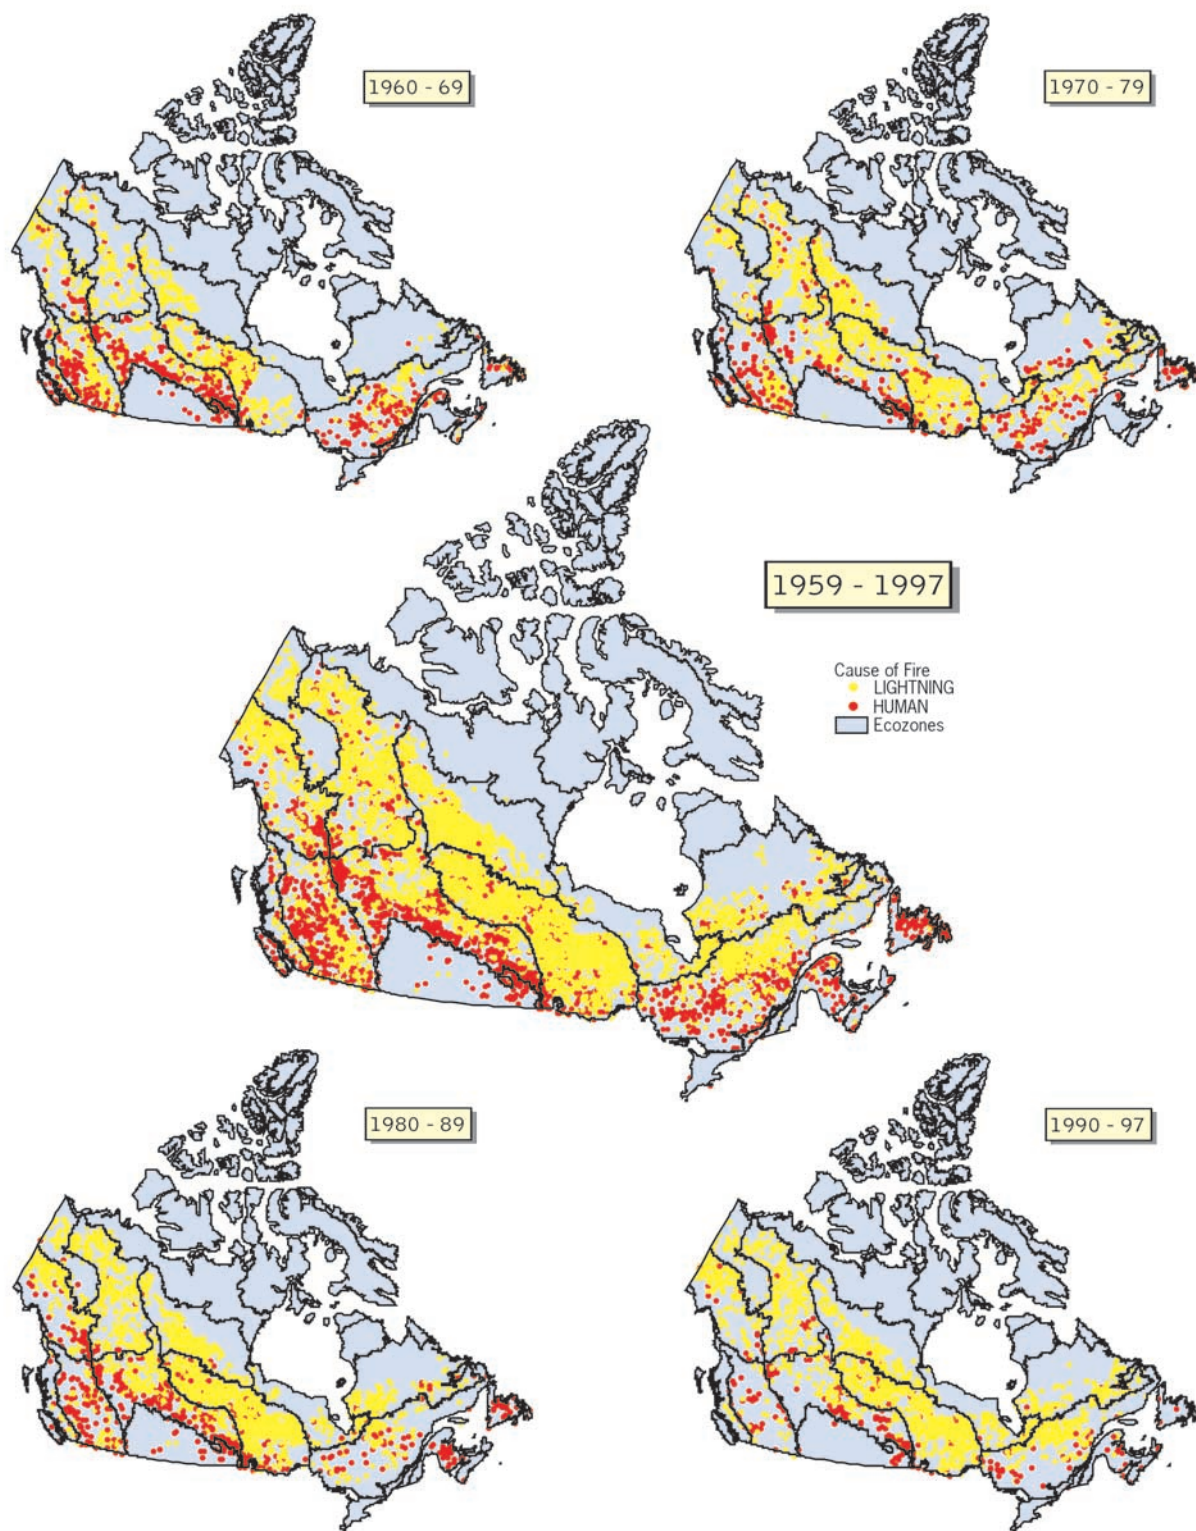 1960 - 69
1970 - 79
1959 - 1997
Cause of Fire
LIGHTNING
HUMAN
Ecozones
1980 - 89
1990 - 97